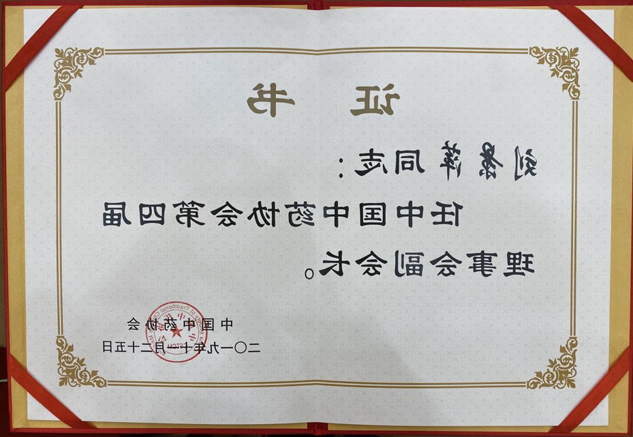 证书
刘景萍同志：
任中国中药协会第四届
理事会副会长。
中国中药协会
二〇一九年十一月二十五日